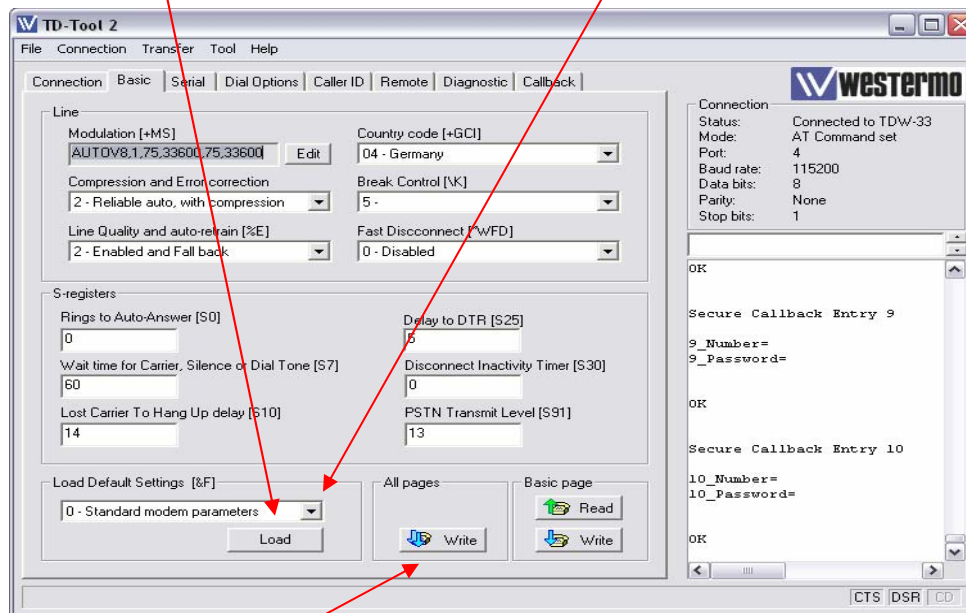 TD-Tool 2
File Connection Transfer Tool Help
Connection Basic Serial Dial Options Caller ID Remote Diagnostic Callback
westermo
Line
Modulation [+MS]
AUTOV8,1,75,33600,75,33600
Edit
Country code [+GCI]
04 - Germany
Compression and Error correction
2 - Reliable auto, with compression
Break Control [\K]
5 -
Line Quality and auto-retrain [%E]
2 - Enabled and Fall back
Fast Discconnect [*WFD]
0 - Disabled
S-registers
Rings to Auto-Answer [S0]
0
Delay to DTR [S25]
5
Wait time for Carrier, Silence or Dial Tone [S7]
60
Disconnect Inactivity Timer [S30]
0
Lost Carrier To Hang Up delay [S10]
14
PSTN Transmit Level [S91]
13
Load Default Settings [&F]
0 - Standard modem parameters
Load
All pages
Write
Basic page
Read
Write
Connection
Status: Connected to TDW-33
Mode: AT Command set
Port: 4
Baud rate: 115200
Data bits: 8
Parity: None
Stop bits: 1
OK
Secure Callback Entry 9
9_Number=
9_Password=
OK
Secure Callback Entry 10
10_Number=
10_Password=
OK
CTS DSR CD